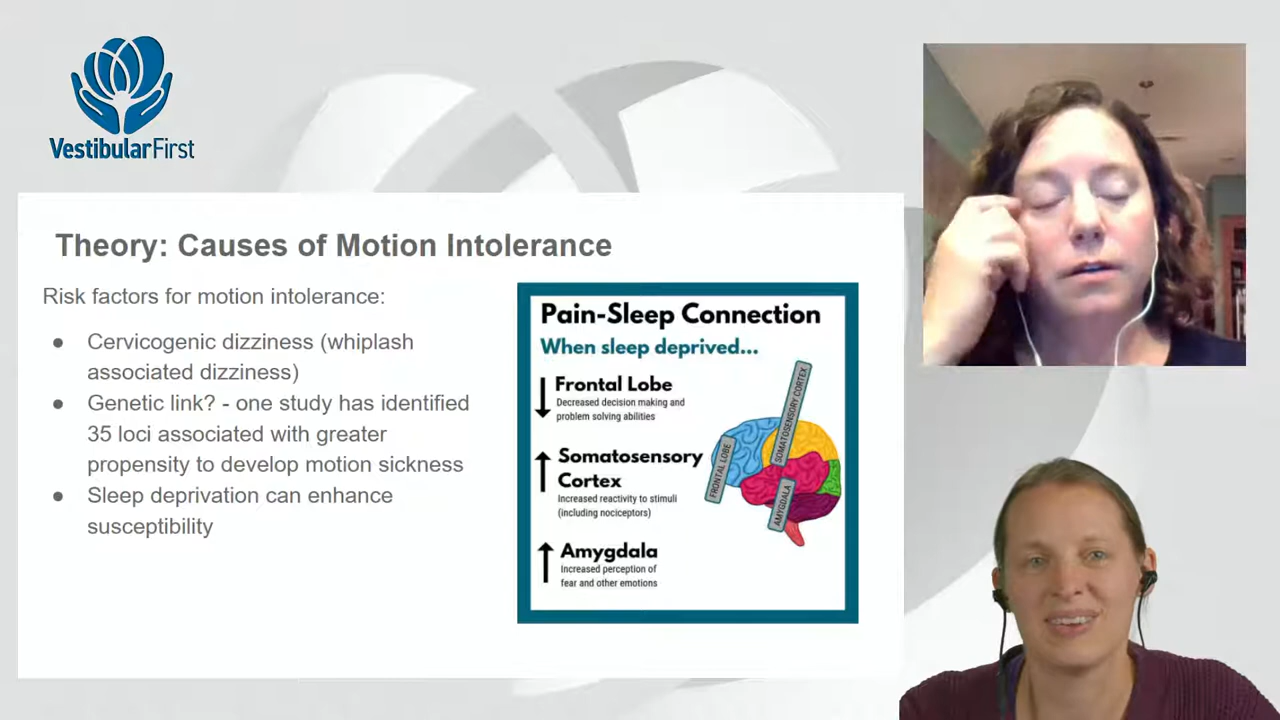 VestibularFirst
Theory: Causes of Motion Intolerance
Risk factors for motion intolerance:
● Cervicogenic dizziness (whiplash
associated dizziness)
● Genetic link? - one study has identified
35 loci associated with greater
propensity to develop motion sickness
● Sleep deprivation can enhance
susceptibility
Pain-Sleep Connection
When sleep deprived...
Frontal Lobe
Decreased decision making and
problem solving abilities
Somatosensory
Cortex
Increased reactivity to stimuli
(including nociceptors)
Amygdala
Increased perception of
fear and other emotions
FRONTAL LOBE
SOMATOSENSORY CORTEX
AMYGDALA